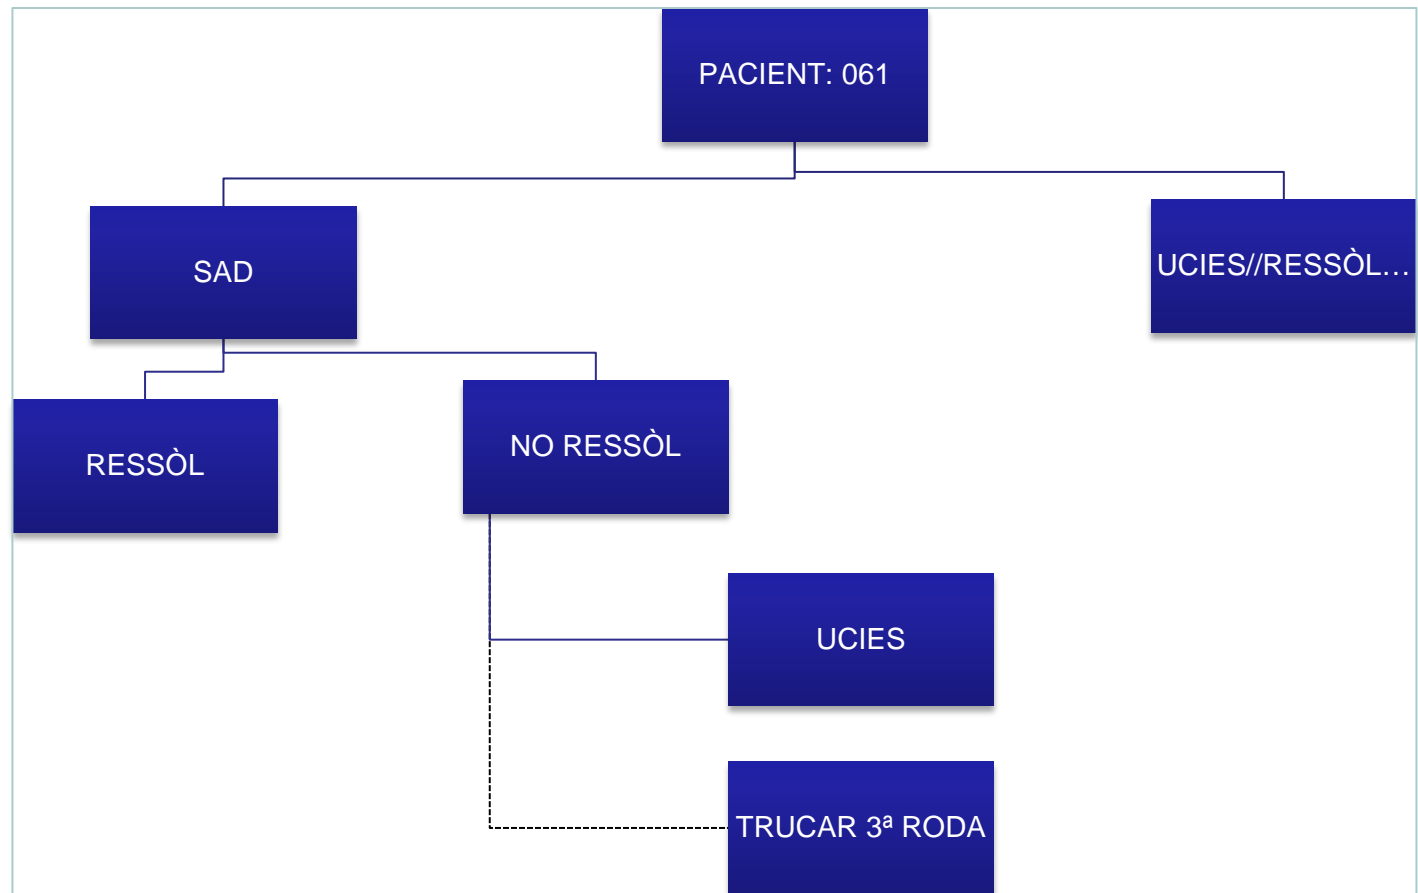 PACIENT: 061
SAD
UCIES//RESSÒL…
RESSÒL
NO RESSÒL
UCIES
TRUCAR 3ª RODA